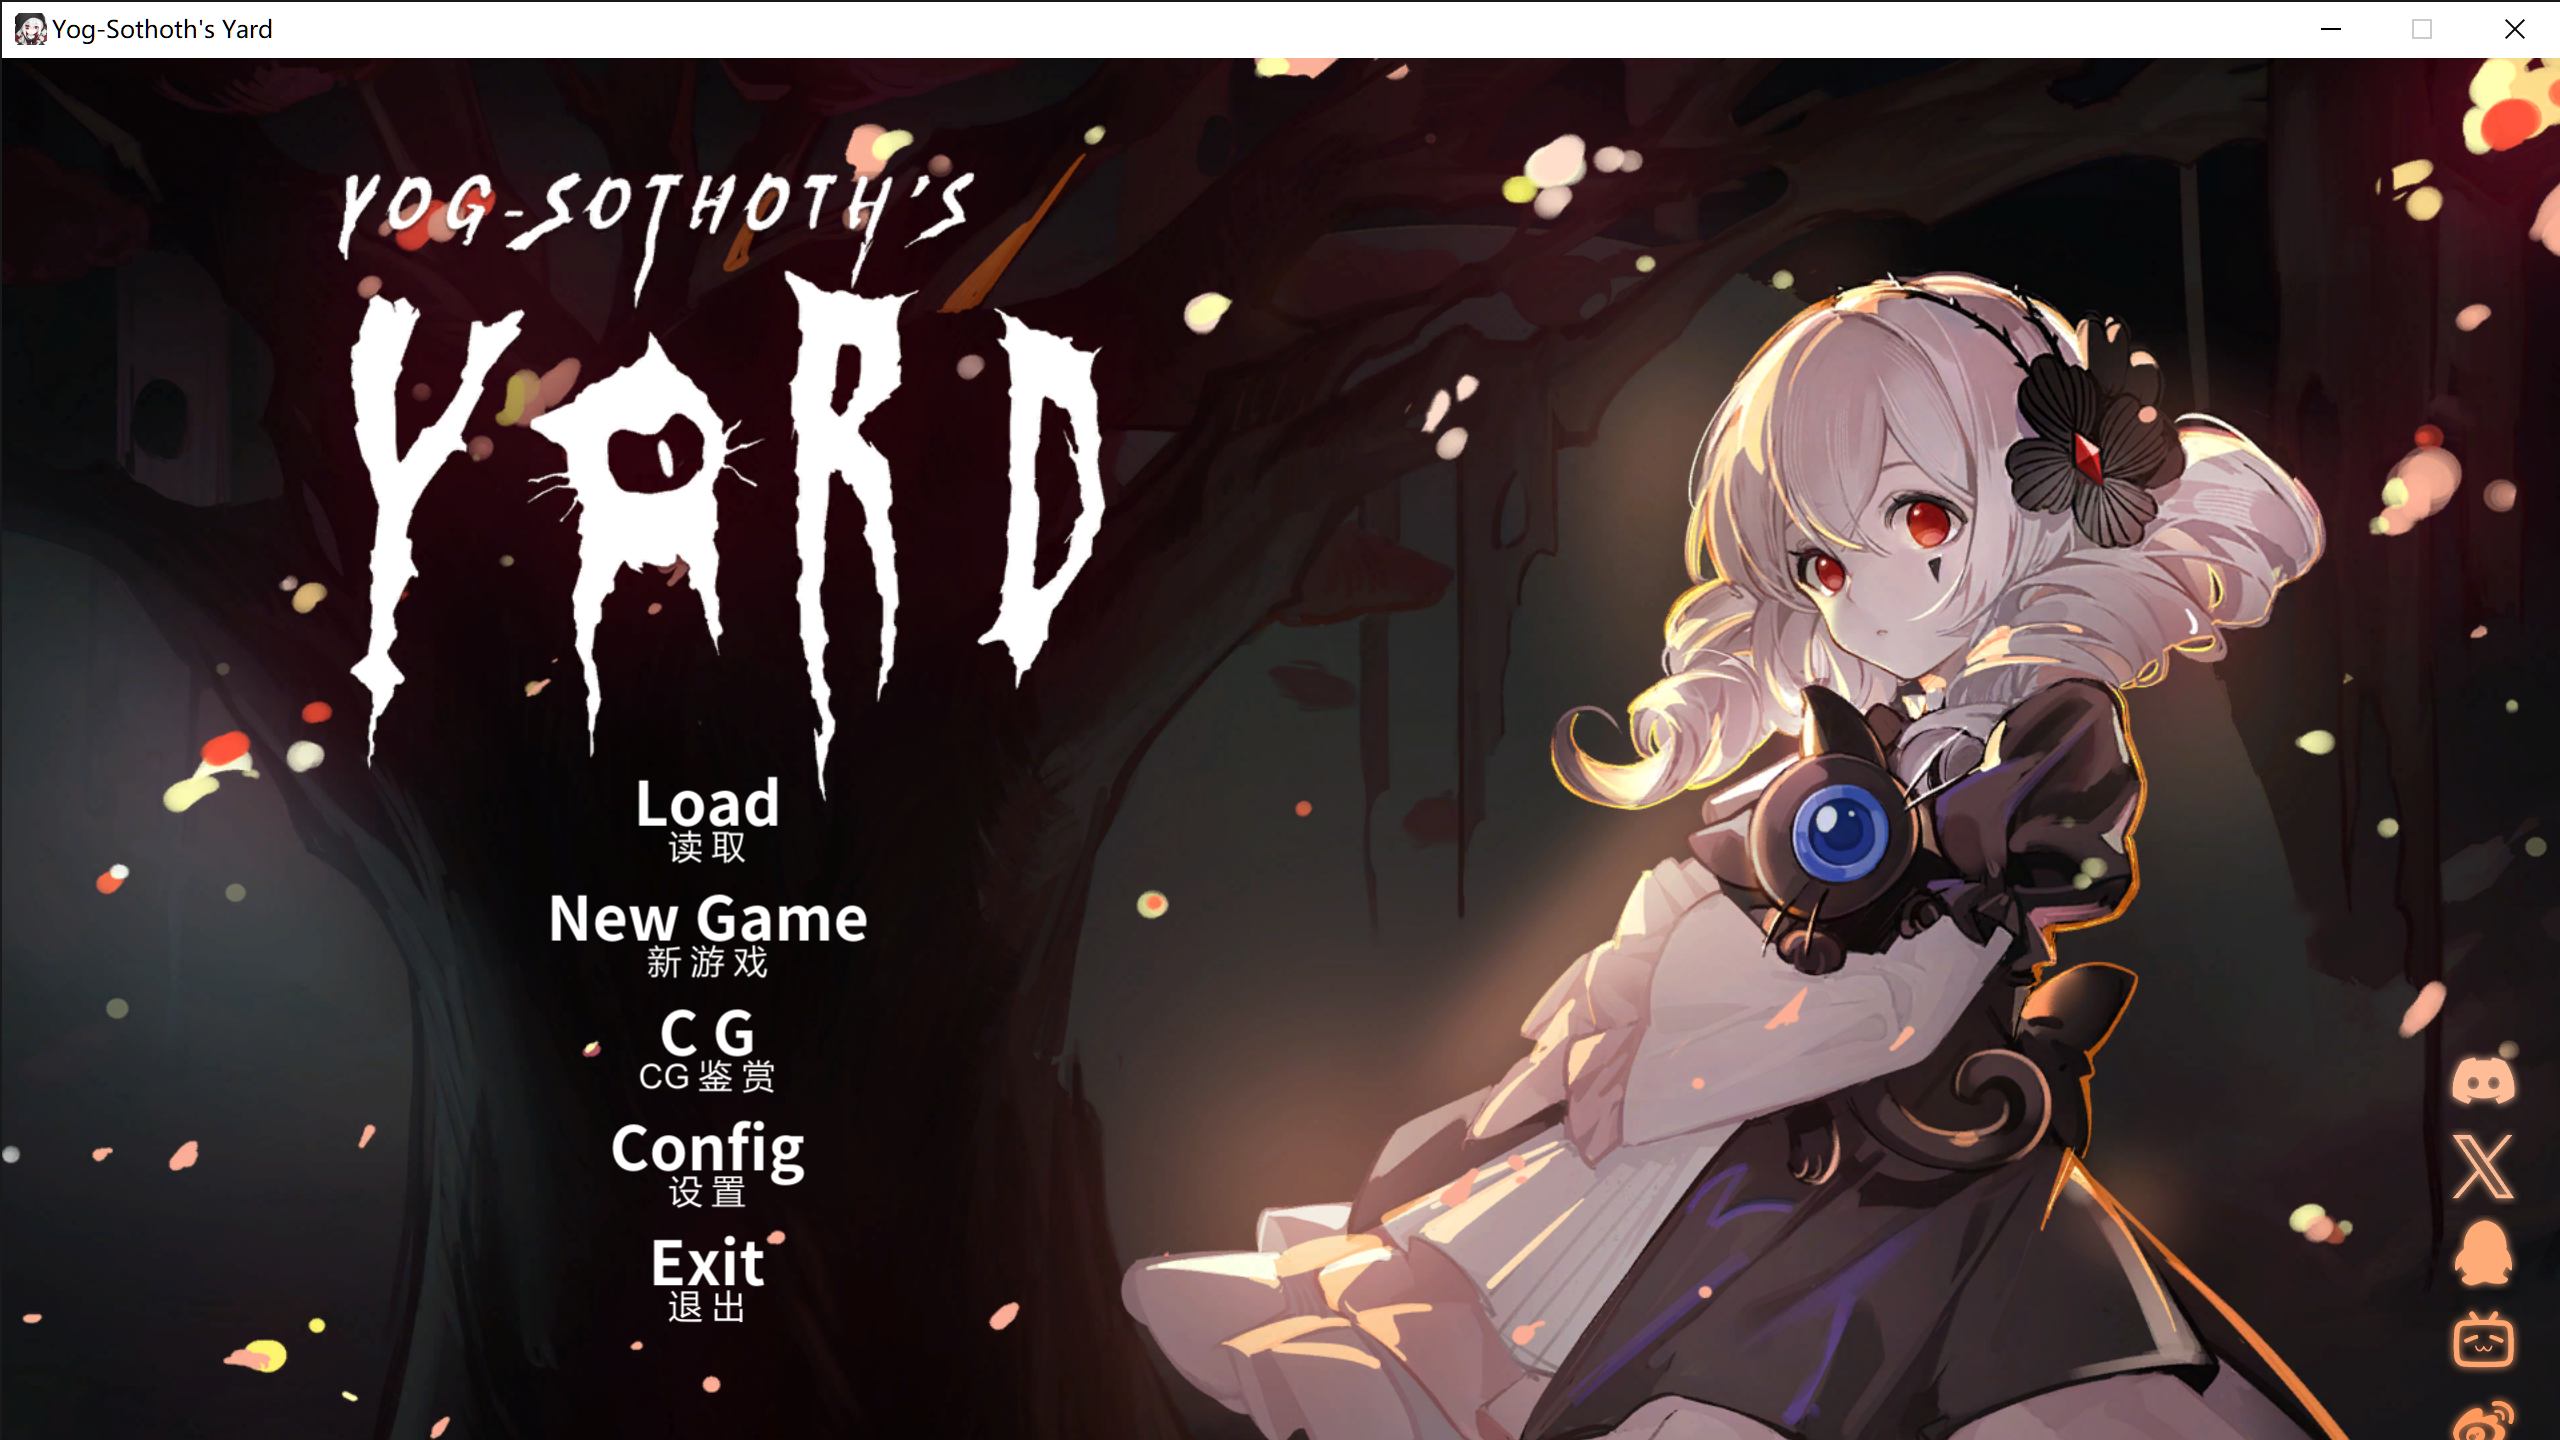 Yog-Sothoth's Yard
YOG-SOTHOTH'S
YARD
Load
读取
New Game
新游戏
CG
CG鉴赏
Config
设置
Exit
退出